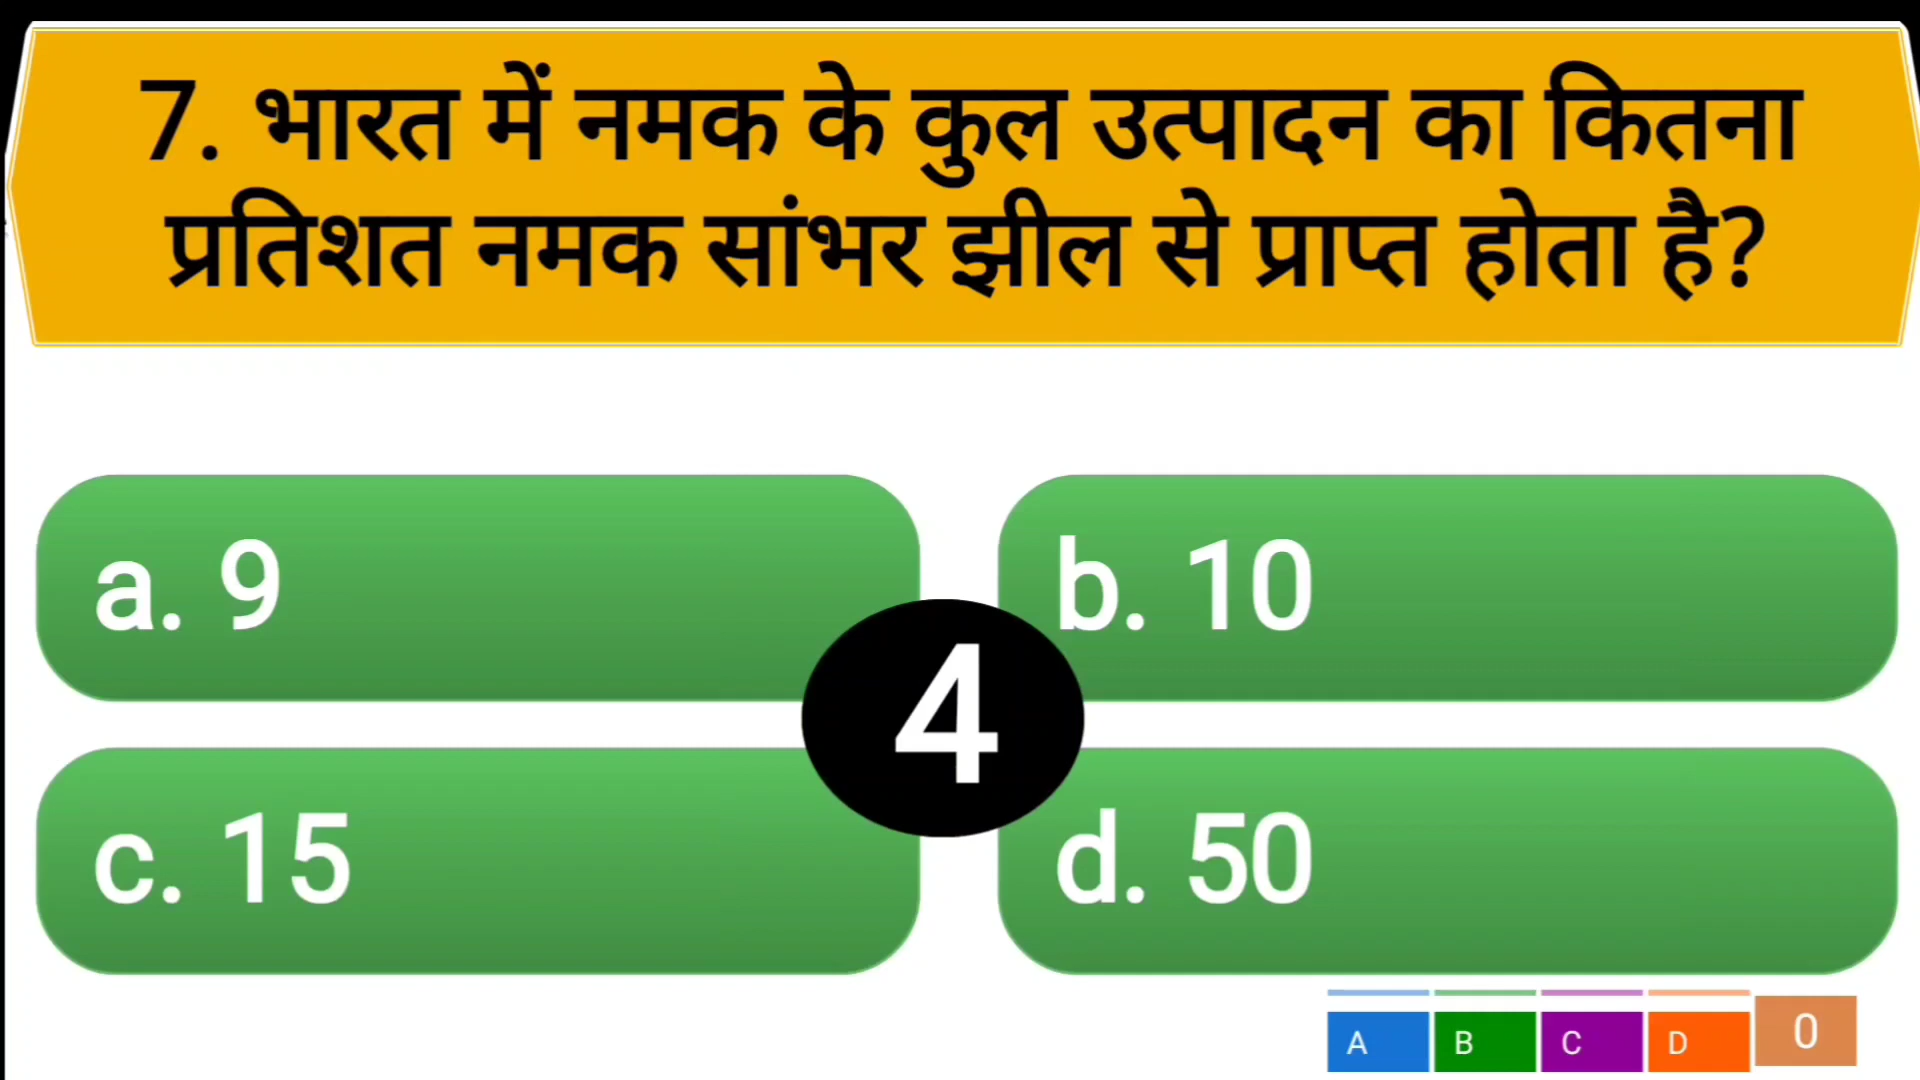 7. भारत में नमक के कुल उत्पादन का कितना
प्रतिशत नमक सांभर झील से प्राप्त होता है?
a. 9
b. 10
4
c. 15
d. 50
A B C D 0